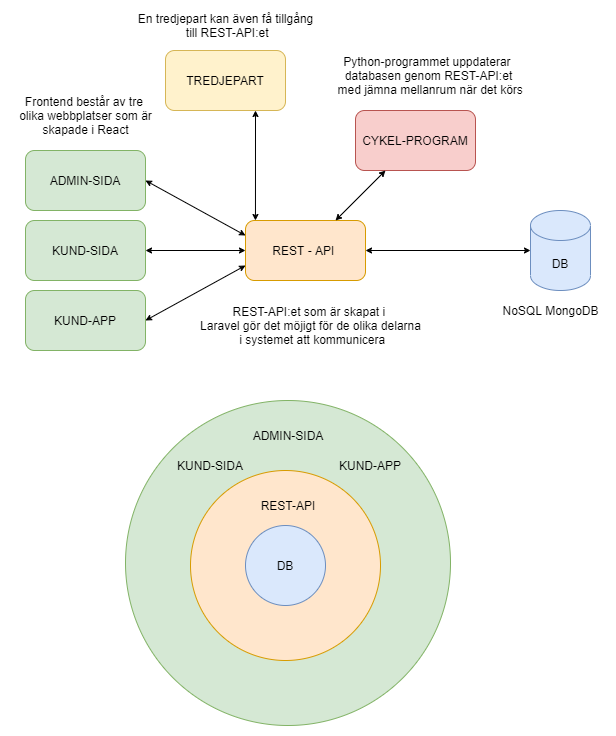 En tredjepart kan även få tillgång
till REST-API:et
TREDJEPART
Python-programmet uppdaterar
databasen genom REST-API:et
med jämna mellanrum när det körs
CYKEL-PROGRAM
Frontend består av tre
olika webbplatser som är
skapade i React
ADMIN-SIDA
KUND-SIDA
KUND-APP
REST - API
DB
NoSQL MongoDB
REST-API:et som är skapat i
Laravel gör det möjigt för de olika delarna
i systemet att kommunicera
ADMIN-SIDA
KUND-SIDA
KUND-APP
REST-API
DB